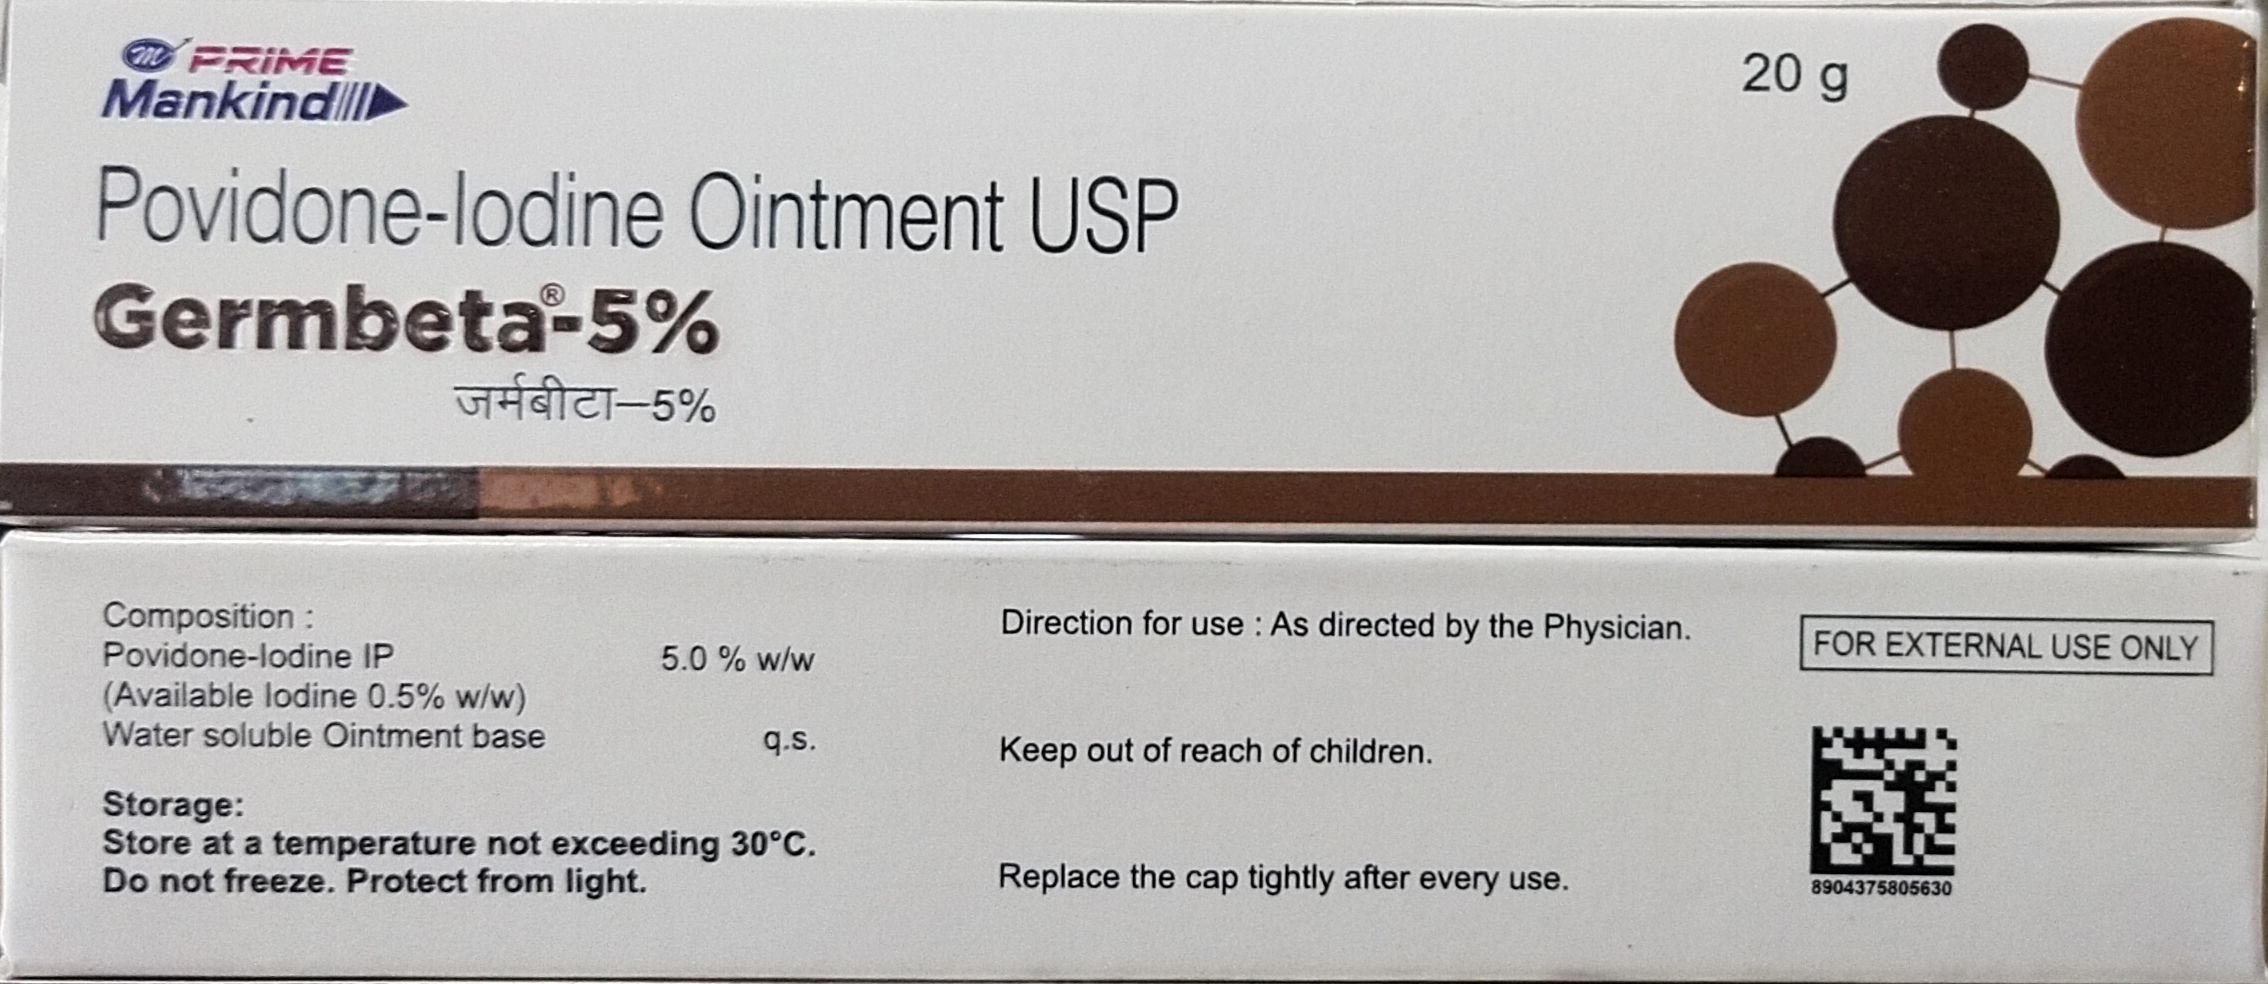 m PRIME
Mankind
20 g
Povidone-Iodine Ointment USP
Germbeta®-5%
जर्मबीटा–5%
Composition :
Povidone-Iodine IP 5.0 % w/w
(Available Iodine 0.5% w/w)
Water soluble Ointment base q.s.
Storage:
Store at a temperature not exceeding 30°C.
Do not freeze. Protect from light.
Direction for use : As directed by the Physician.
Keep out of reach of children.
Replace the cap tightly after every use.
FOR EXTERNAL USE ONLY
8904375805630